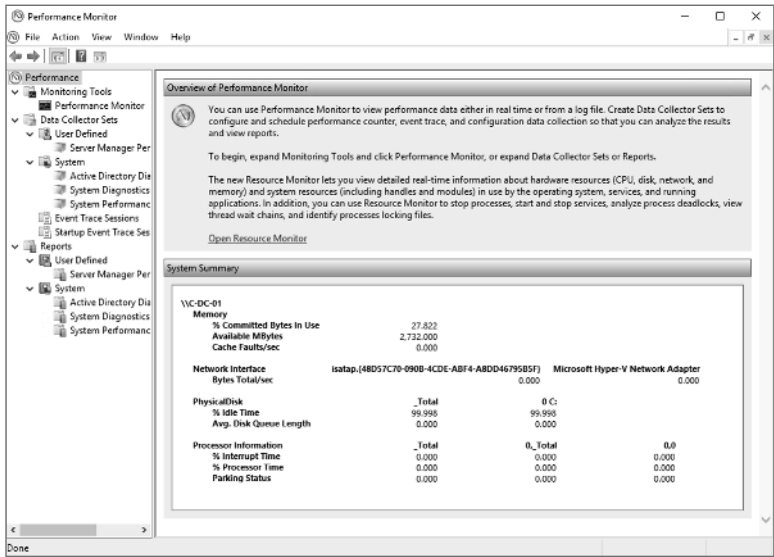 Performance Monitor
File Action View Window Help
Performance
Monitoring Tools
Performance Monitor
Data Collector Sets
User Defined
Server Manager Per
System
Active Directory Dia
System Diagnostics
System Performanc
Event Trace Sessions
Startup Event Trace Ses
Reports
User Defined
Server Manager Per
System
Active Directory Dia
System Diagnostics
System Performanc
Overview of Performance Monitor
You can use Performance Monitor to view performance data either in real time or from a log file. Create Data Collector Sets to
configure and schedule performance counter, event trace, and configuration data collection so that you can analyze the results
and view reports.
To begin, expand Monitoring Tools and click Performance Monitor, or expand Data Collector Sets or Reports.
The new Resource Monitor lets you view detailed real-time information about hardware resources (CPU, disk, network, and
memory) and system resources (including handles and modules) in use by the operating system, services, and running
applications. In addition, you can use Resource Monitor to stop processes, start and stop services, analyze process deadlocks, view
thread wait chains, and identify processes locking files.
Open Resource Monitor
System Summary
\\C-DC-01
Memory
% Committed Bytes In Use 27.822
Available MBytes 2,732.000
Cache Faults/sec 0.000
Network Interface isatap.{48D57C70-090B-4CDE-ABF4-A8DD46795B5F} Microsoft Hyper-V Network Adapter
Bytes Total/sec 0.000 0.000
PhysicalDisk _Total 0 C:
% Idle Time 99.998 99.998
Avg. Disk Queue Length 0.000 0.000
Processor Information _Total 0,_Total 0,0
% Interrupt Time 0.000 0.000 0.000
% Processor Time 0.000 0.000 0.000
Parking Status 0.000 0.000 0.000
Done